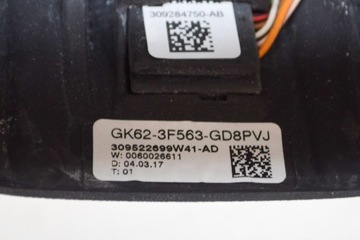 309284750-AB
GK62-3F563-GD8PVJ
309522699W41-AD
W: 0060026611
D: 04.03.17
T: 01